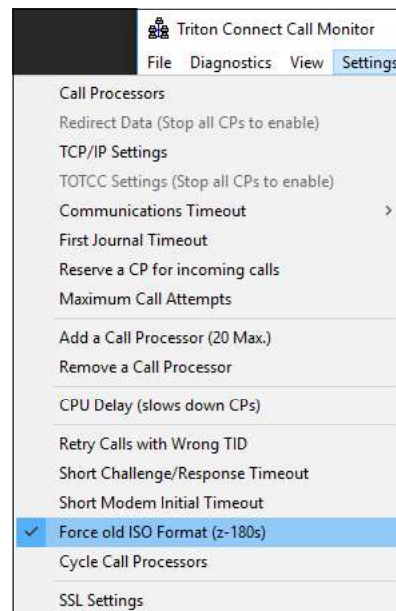 Triton Connect Call Monitor
File Diagnostics View Settings
Call Processors
Redirect Data (Stop all CPs to enable)
TCP/IP Settings
TOTCC Settings (Stop all CPs to enable)
Communications Timeout
First Journal Timeout
Reserve a CP for incoming calls
Maximum Call Attempts
Add a Call Processor (20 Max.)
Remove a Call Processor
CPU Delay (slows down CPs)
Retry Calls with Wrong TID
Short Challenge/Response Timeout
Short Modem Initial Timeout
Force old ISO Format (z-180s)
Cycle Call Processors
SSL Settings